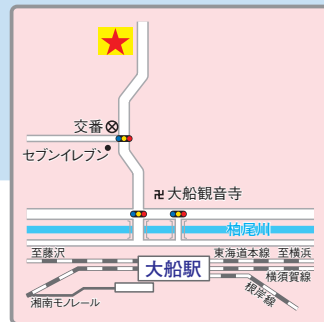 交番
セブンイレブン
卍 大船観音寺
柏尾川
至藤沢 東海道本線 至横浜
大船駅 横須賀線
根岸線
湘南モノレール